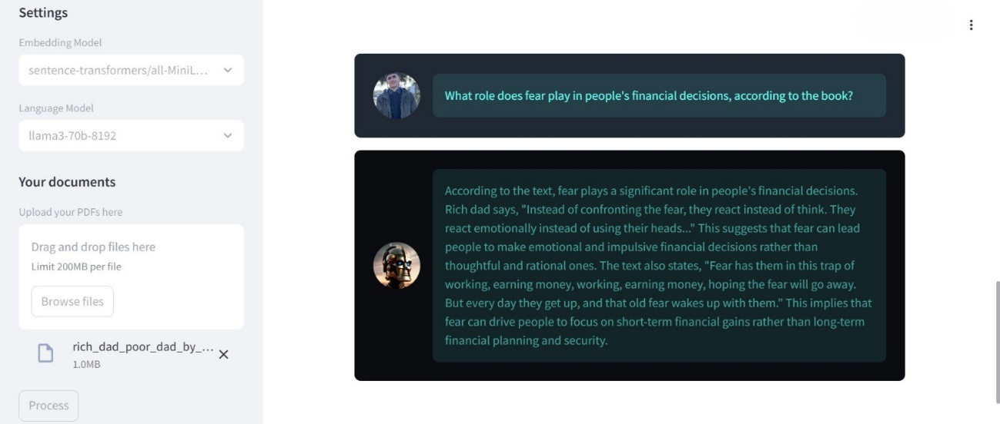 Settings
Embedding Model
sentence-transformers/all-MiniL...
Language Model
llama3-70b-8192
Your documents
Upload your PDFs here
Drag and drop files here
Limit 200MB per file
Browse files
rich_dad_poor_dad_by_...
1.0MB
Process
What role does fear play in people's financial decisions, according to the book?
According to the text, fear plays a significant role in people's financial decisions.
Rich dad says, "Instead of confronting the fear, they react instead of think. They
react emotionally instead of using their heads..." This suggests that fear can lead
people to make emotional and impulsive financial decisions rather than
thoughtful and rational ones. The text also states, "Fear has them in this trap of
working, earning money, working, earning money, hoping the fear will go away.
But every day they get up, and that old fear wakes up with them." This implies that
fear can drive people to focus on short-term financial gains rather than long-term
financial planning and security.